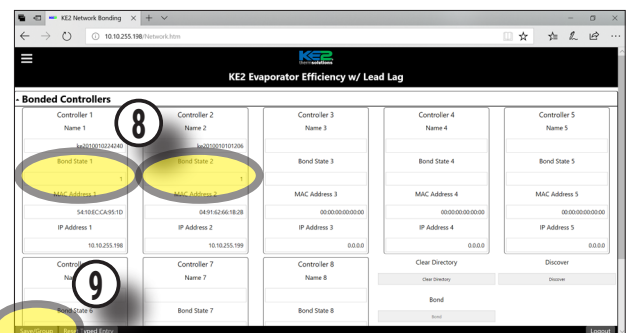 KE2 Network Bonding
10.10.255.198/Network.htm
KE2
thermsolutions
KE2 Evaporator Efficiency w/ Lead Lag
- Bonded Controllers
Controller 1 Controller 2 Controller 3 Controller 4 Controller 5
Name 1 Name 2 Name 3 Name 4 Name 5
8
ke2010010224240 ke2010010101206
Bond State 1 Bond State 2 Bond State 3 Bond State 4 Bond State 5
1 1
MAC Address 1 MAC Address 2 MAC Address 3 MAC Address 4 MAC Address 5
54:10:EC:CA:95:1D 04:91:62:66:18:28 00:00:00:00:00:00 00:00:00:00:00:00 00:00:00:00:00:00
IP Address 1 IP Address 2 IP Address 3 IP Address 4 IP Address 5
10.10.255.198 10.10.255.199 0.0.0.0 0.0.0.0 0.0.0.0
Controller 7 Controller 8 Clear Directory Discover
Name 7 Name 8 Clear Directory Discover
9
Bond
Bond State 6 Bond State 7 Bond State 8 Bond
Save/Group Reset Typed Entry Logout